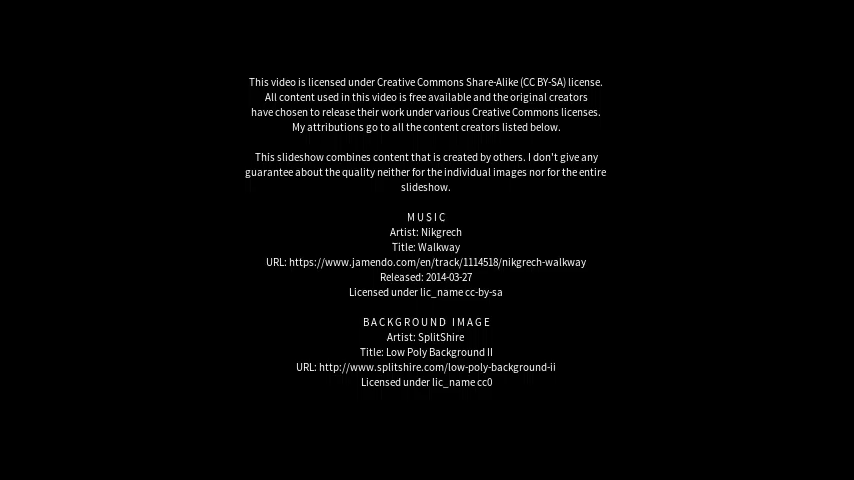 This video is licensed under Creative Commons Share-Alike (CC BY-SA) license.
All content used in this video is free available and the original creators
have chosen to release their work under various Creative Commons licenses.
My attributions go to all the content creators listed below.
This slideshow combines content that is created by others. I don't give any
guarantee about the quality neither for the individual images nor for the entire
slideshow.
M U S I C
Artist: Nikgrech
Title: Walkway
URL: https://www.jamendo.com/en/track/1114518/nikgrech-walkway
Released: 2014-03-27
Licensed under lic_name cc-by-sa
B A C K G R O U N D  I M A G E
Artist: SplitShire
Title: Low Poly Background II
URL: http://www.splitshire.com/low-poly-background-ii
Licensed under lic_name cc0